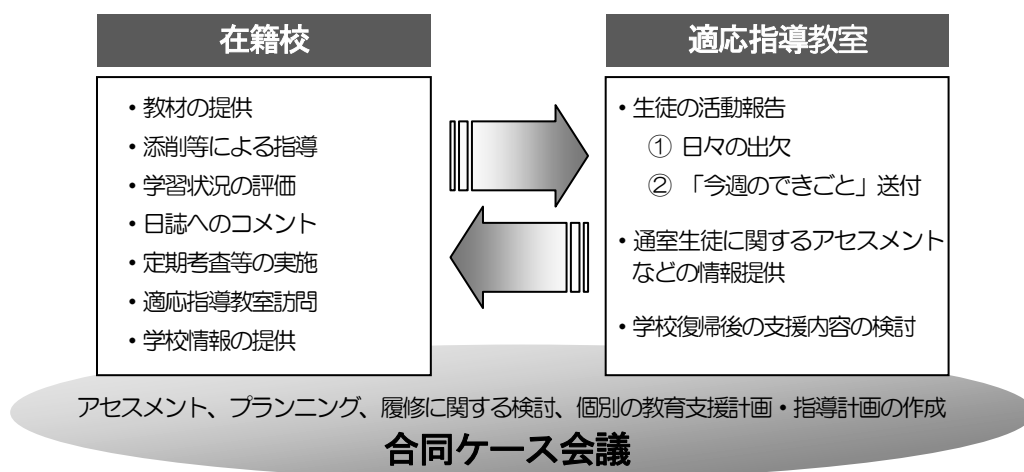 在籍校
・教材の提供
・添削等による指導
・学習状況の評価
・日誌へのコメント
・定期考査等の実施
・適応指導教室訪問
・学校情報の提供
適応指導教室
・生徒の活動報告
① 日々の出欠
② 「今週のできごと」送付
・通室生徒に関するアセスメント
などの情報提供
・学校復帰後の支援内容の検討
アセスメント、プランニング、履修に関する検討、個別の教育支援計画・指導計画の作成
合同ケース会議